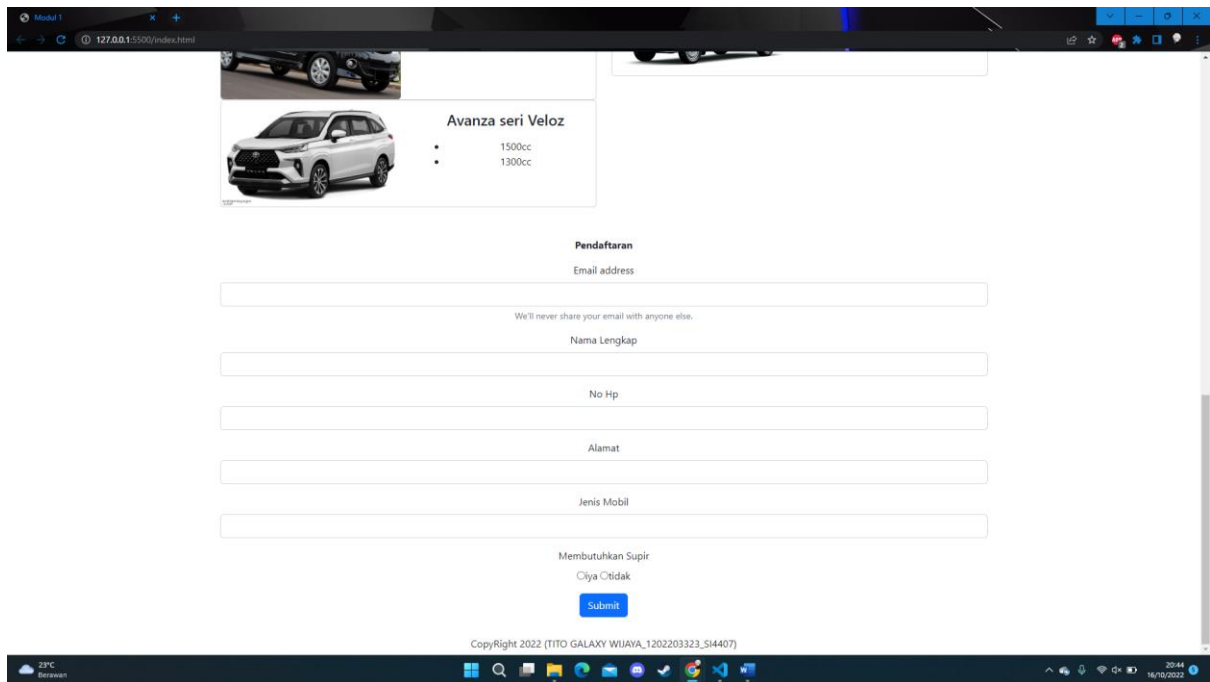 Modul 1
127.0.0.1:5500/index.html
Avanza seri Veloz
1500cc
1300cc
Pendaftaran
Email address
We'll never share your email with anyone else.
Nama Lengkap
No Hp
Alamat
Jenis Mobil
Membutuhkan Supir
iya tidak
Submit
CopyRight 2022 (TITO GALAXY WIJAYA_1202203323_SI4407)
23°C
Berawan
20:44
16/10/2022